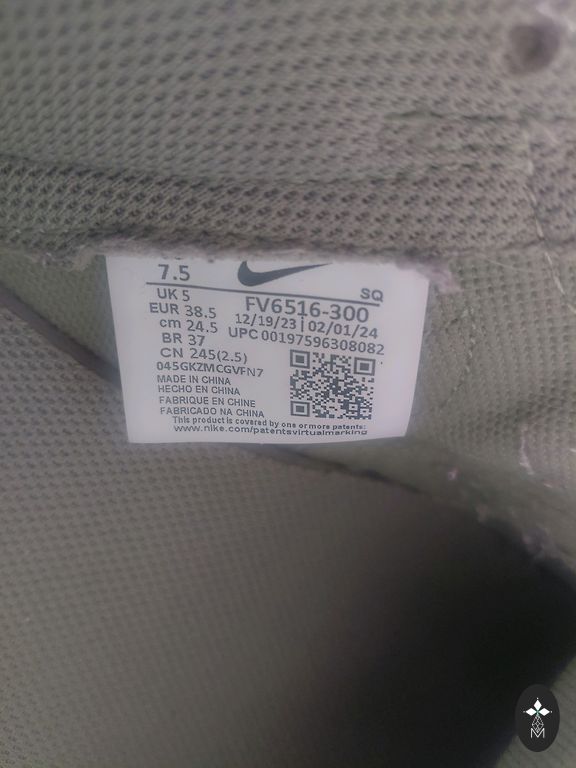 7.5
SQ
UK 5
FV6516-300
EUR 38.5
12/19/23 | 02/01/24
cm 24.5
UPC 00197596308082
BR 37
CN 245(2.5)
045GKZMCGVFN7
MADE IN CHINA
HECHO EN CHINA
FABRIQUE EN CHINE
FABRICADO NA CHINA
This product is covered by one or more patents:
www.nike.com/patentsvirtualmarking
M